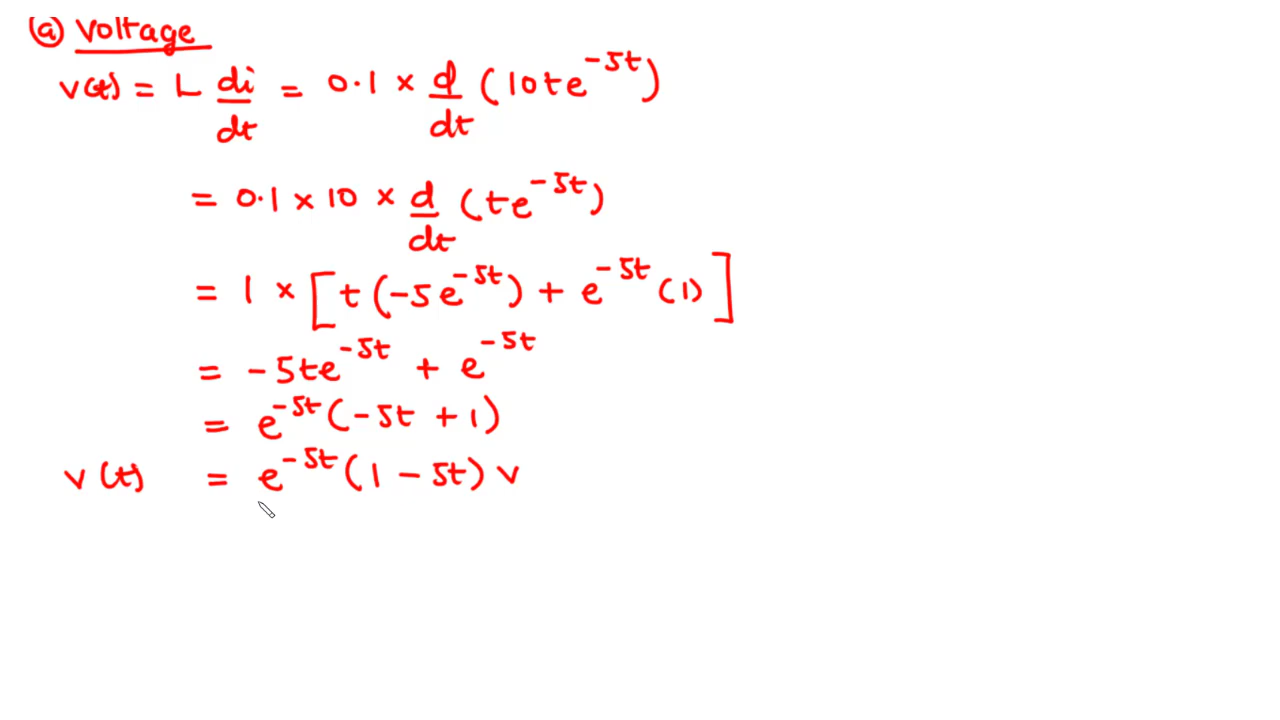 (a) Voltage
v(t) = L di/dt = 0.1 × d/dt (10te^-5t)
= 0.1 × 10 × d/dt (te^-5t)
= 1 × [t(-5e^-5t) + e^-5t (1)]
= -5te^-5t + e^-5t
= e^-5t (-5t + 1)
v(t) = e^-5t (1 - 5t) v